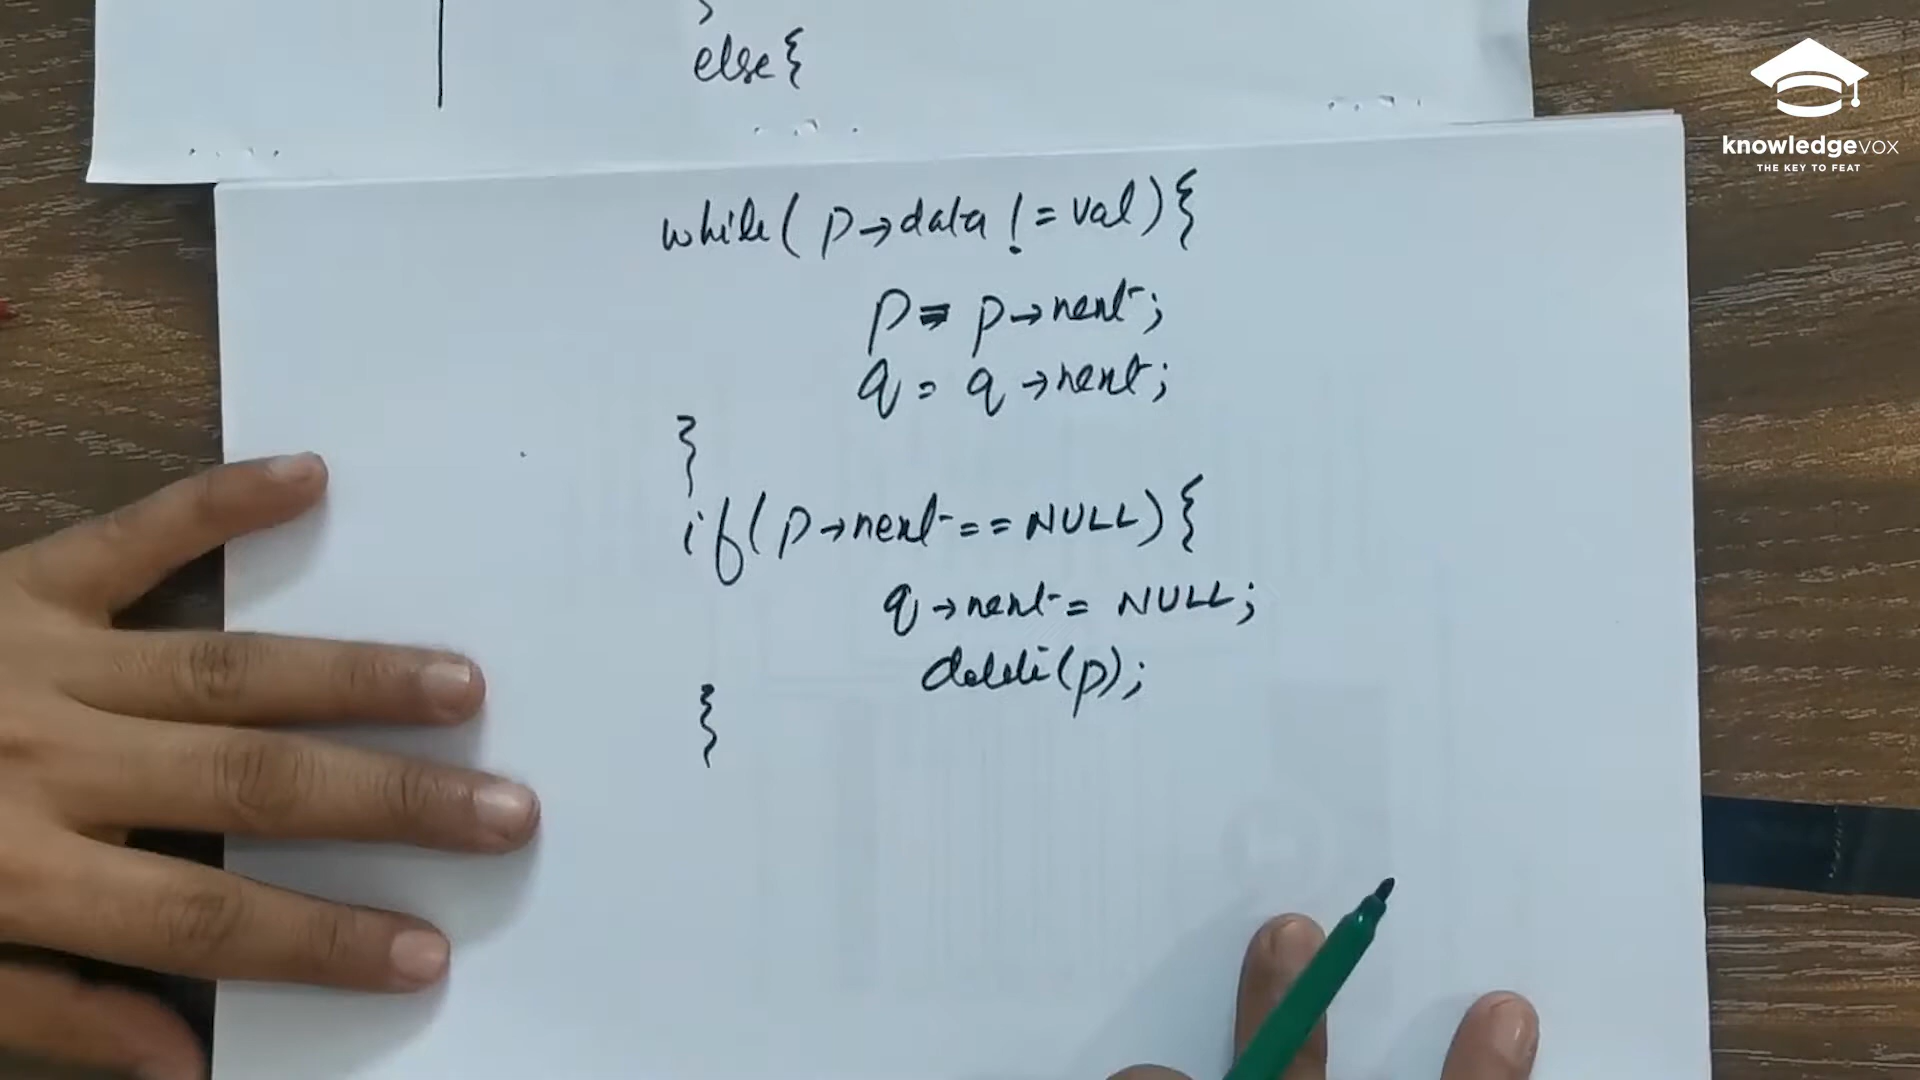 }
else{
while(p→data != val){
p= p→next;
q= q→next;
}
if(p→next==NULL){
q→next= NULL;
delete(p);
}
knowledgevox
THE KEY TO FEAT